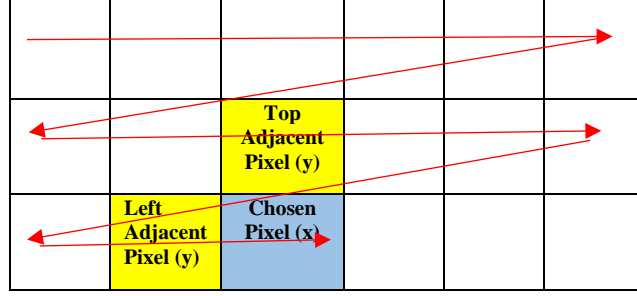 Top
Adjacent
Pixel (y)
Left
Adjacent
Pixel (y)
Chosen
Pixel (x)